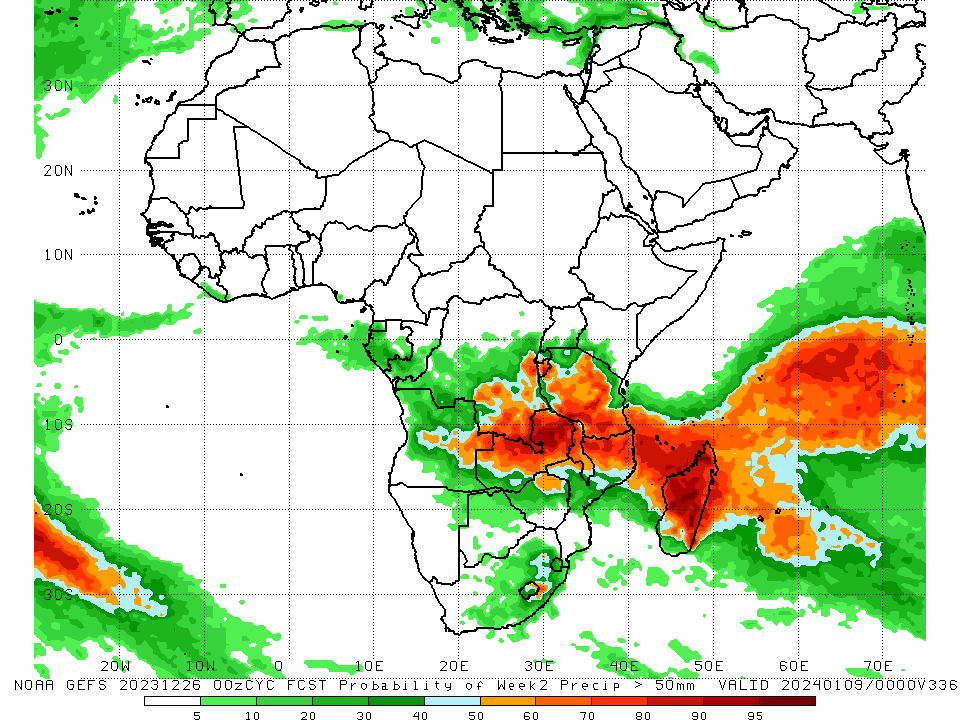 30N
20N
10N
0
10S
20S
30S
20W 10W 0 10E 20E 30E 40E 50E 60E 70E
NOAA GEFS 20231226 00zCYC FCST Probability of Week2 Precip > 50mm VALID 20240109/0000V336
5 10 20 30 40 50 60 70 80 90 95